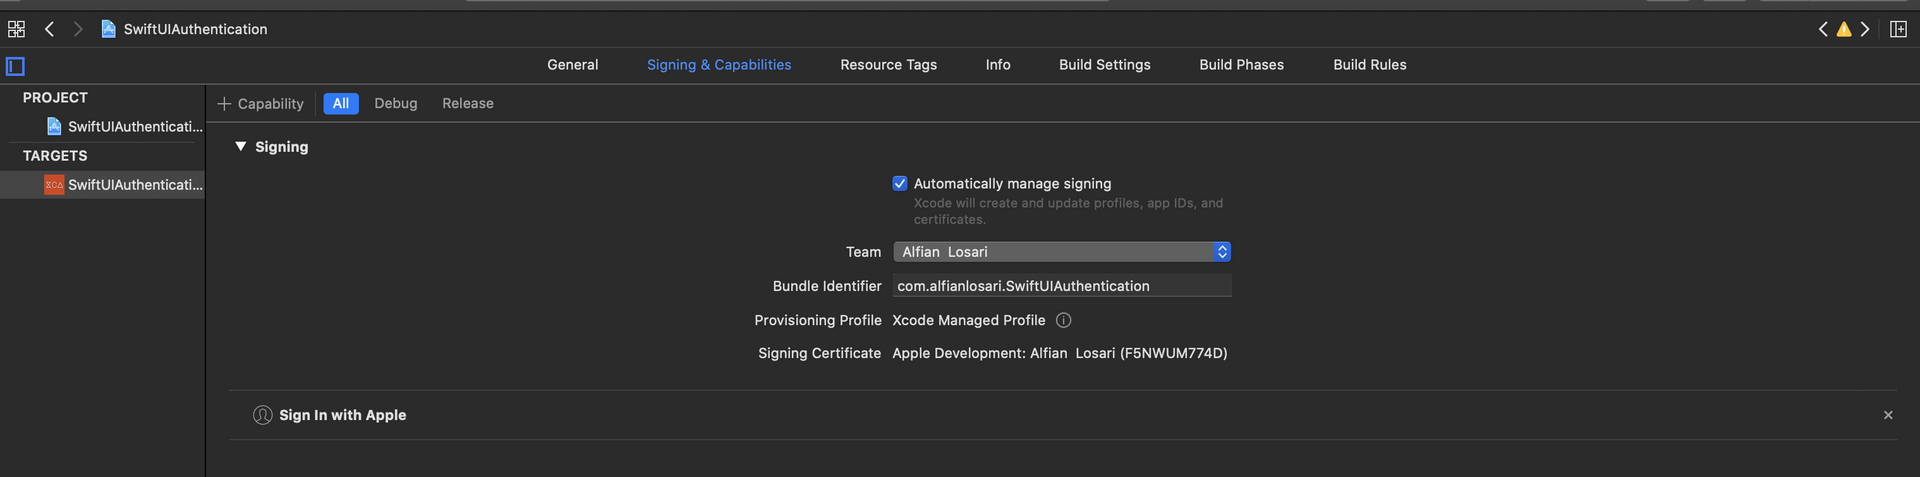 SwiftUIAuthentication
General Signing & Capabilities Resource Tags Info Build Settings Build Phases Build Rules
PROJECT
SwiftUIAuthenticati...
TARGETS
SwiftUIAuthenticati...
+ Capability All Debug Release
Signing
Automatically manage signing
Xcode will create and update profiles, app IDs, and
certificates.
Team Alfian Losari
Bundle Identifier com.alfianlosari.SwiftUIAuthentication
Provisioning Profile Xcode Managed Profile
Signing Certificate Apple Development: Alfian Losari (F5NWUM774D)
Sign In with Apple